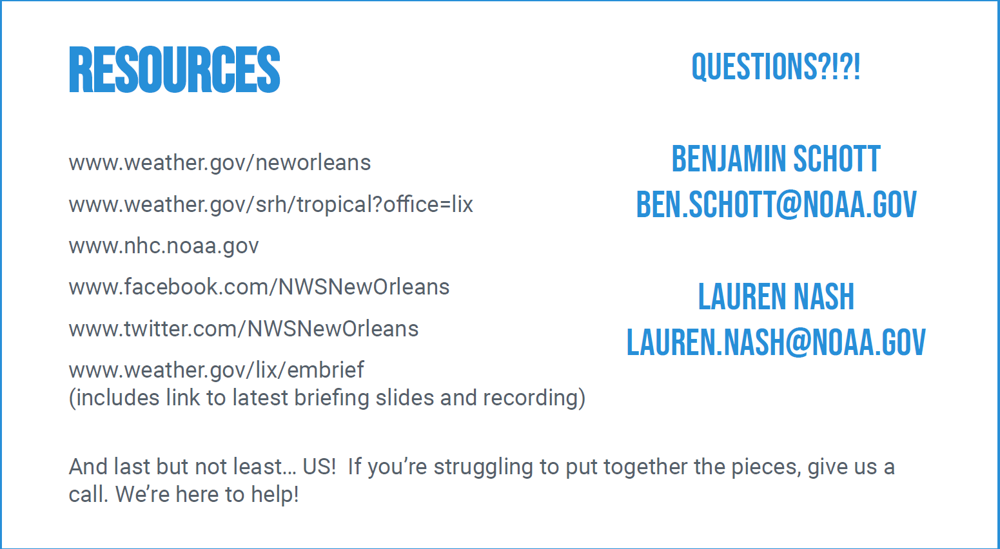 RESOURCES
www.weather.gov/neworleans
www.weather.gov/srh/tropical?office=lix
www.nhc.noaa.gov
www.facebook.com/NWSNewOrleans
www.twitter.com/NWSNewOrleans
www.weather.gov/lix/embrief
(includes link to latest briefing slides and recording)
And last but not least... US!  If you’re struggling to put together the pieces, give us a
call. We’re here to help!
QUESTIONS?!?!
BENJAMIN SCHOTT
BEN.SCHOTT@NOAA.GOV
LAUREN NASH
LAUREN.NASH@NOAA.GOV